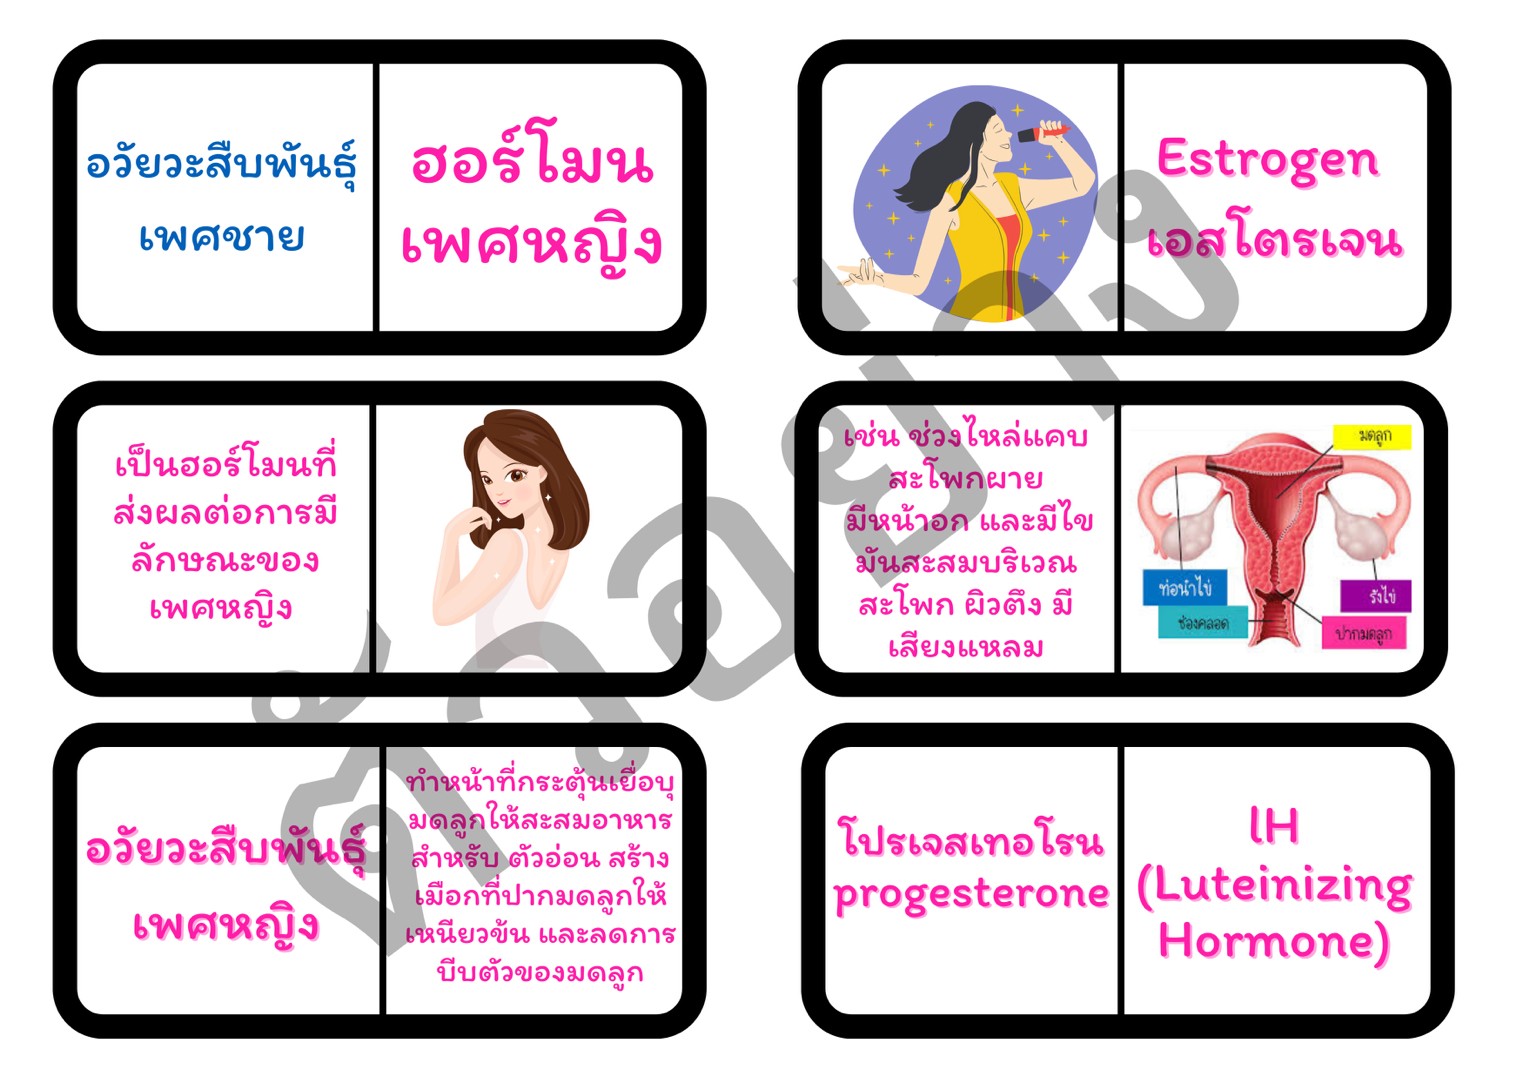 อวัยวะสืบพันธุ์
เพศชาย
ฮอร์โมน
เพศหญิง
Estrogen
เอสโตรเจน
เป็นฮอร์โมนที่
ส่งผลต่อการมี
ลักษณะของ
เพศหญิง
เช่น ช่วงไหล่แคบ
สะโพกผาย
มีหน้าอก และมีไข
มันสะสมบริเวณ
สะโพก ผิวตึง มี
เสียงแหลม
มดลูก
ท่อนำไข่
รังไข่
ช่องคลอด
ปากมดลูก
อวัยวะสืบพันธุ์
เพศหญิง
ทำหน้าที่กระตุ้นเยื่อบุ
มดลูกให้สะสมอาหาร
สำหรับ ตัวอ่อน สร้าง
เมือกที่ปากมดลูกให้
เหนียวข้น และลดการ
บีบตัวของมดลูก
โปรเจสเทอโรน
progesterone
lH
(Luteinizing
Hormone)
ตัวอย่าง